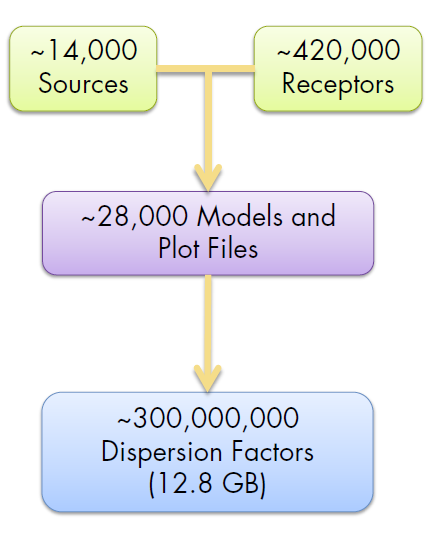 ~14,000
Sources
~420,000
Receptors
~28,000 Models and
Plot Files
~300,000,000
Dispersion Factors
(12.8 GB)